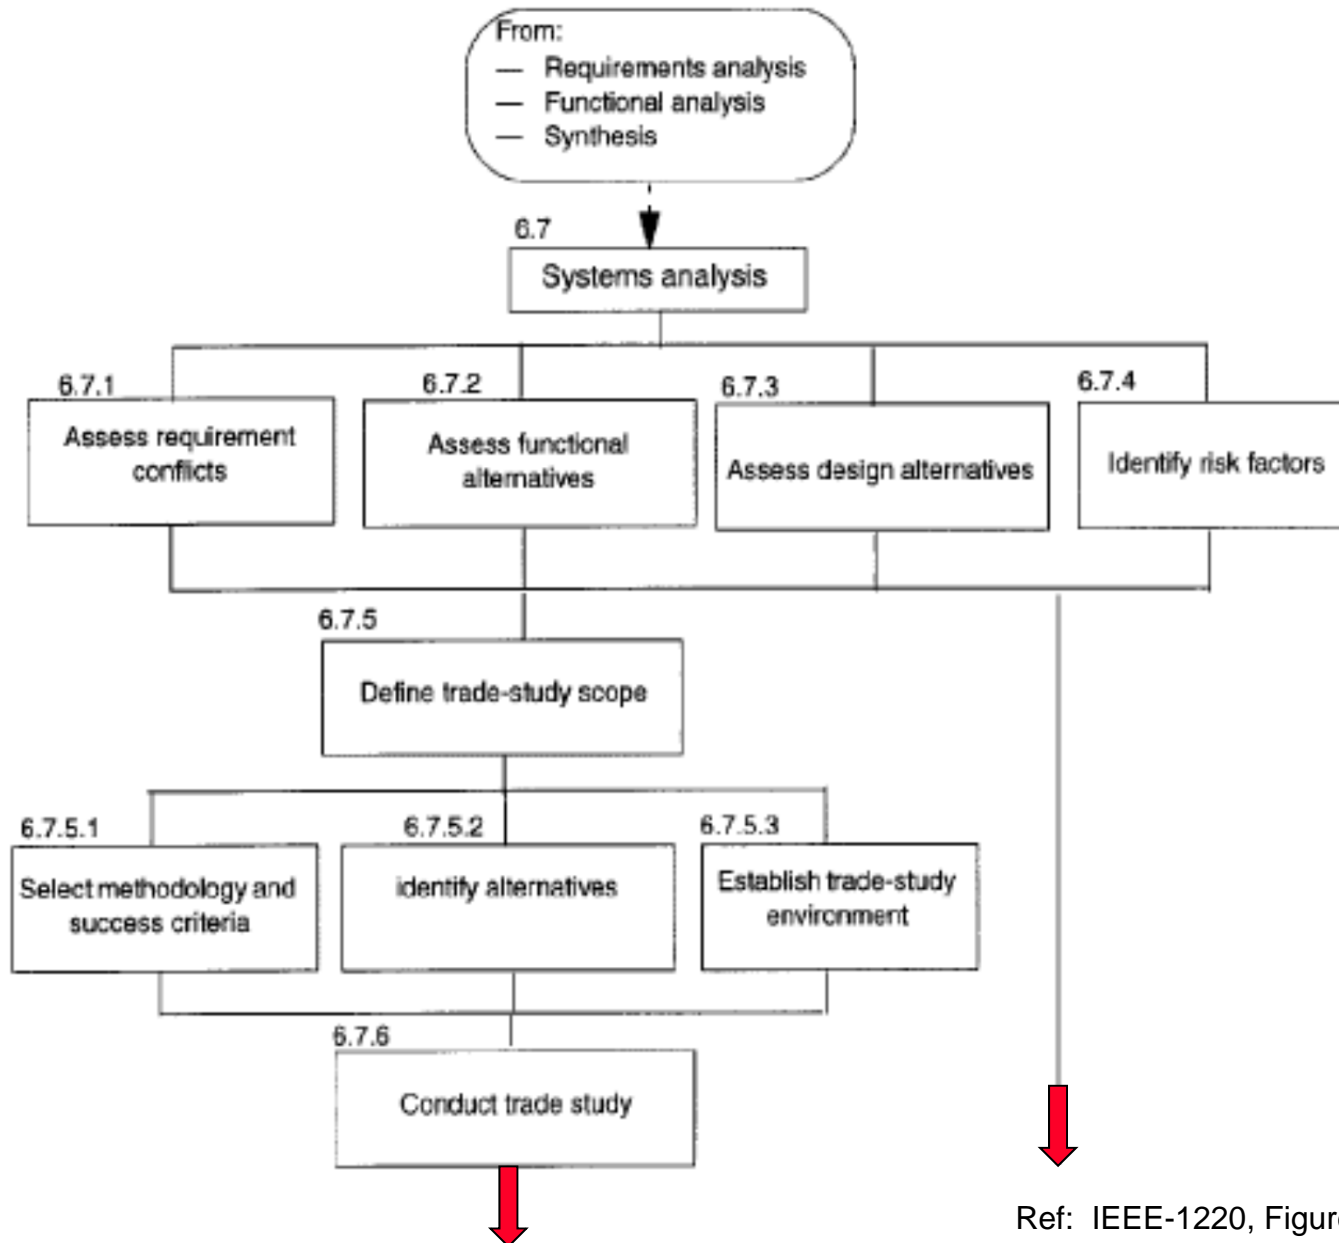 From:
— Requirements analysis
— Functional analysis
— Synthesis
6.7
Systems analysis
6.7.1
Assess requirement
conflicts
6.7.2
Assess functional
alternatives
6.7.3
Assess design alternatives
6.7.4
Identify risk factors
6.7.5
Define trade-study scope
6.7.5.1
Select methodology and
success criteria
6.7.5.2
identify alternatives
6.7.5.3
Establish trade-study
environment
6.7.6
Conduct trade study
Ref: IEEE-1220, Figure